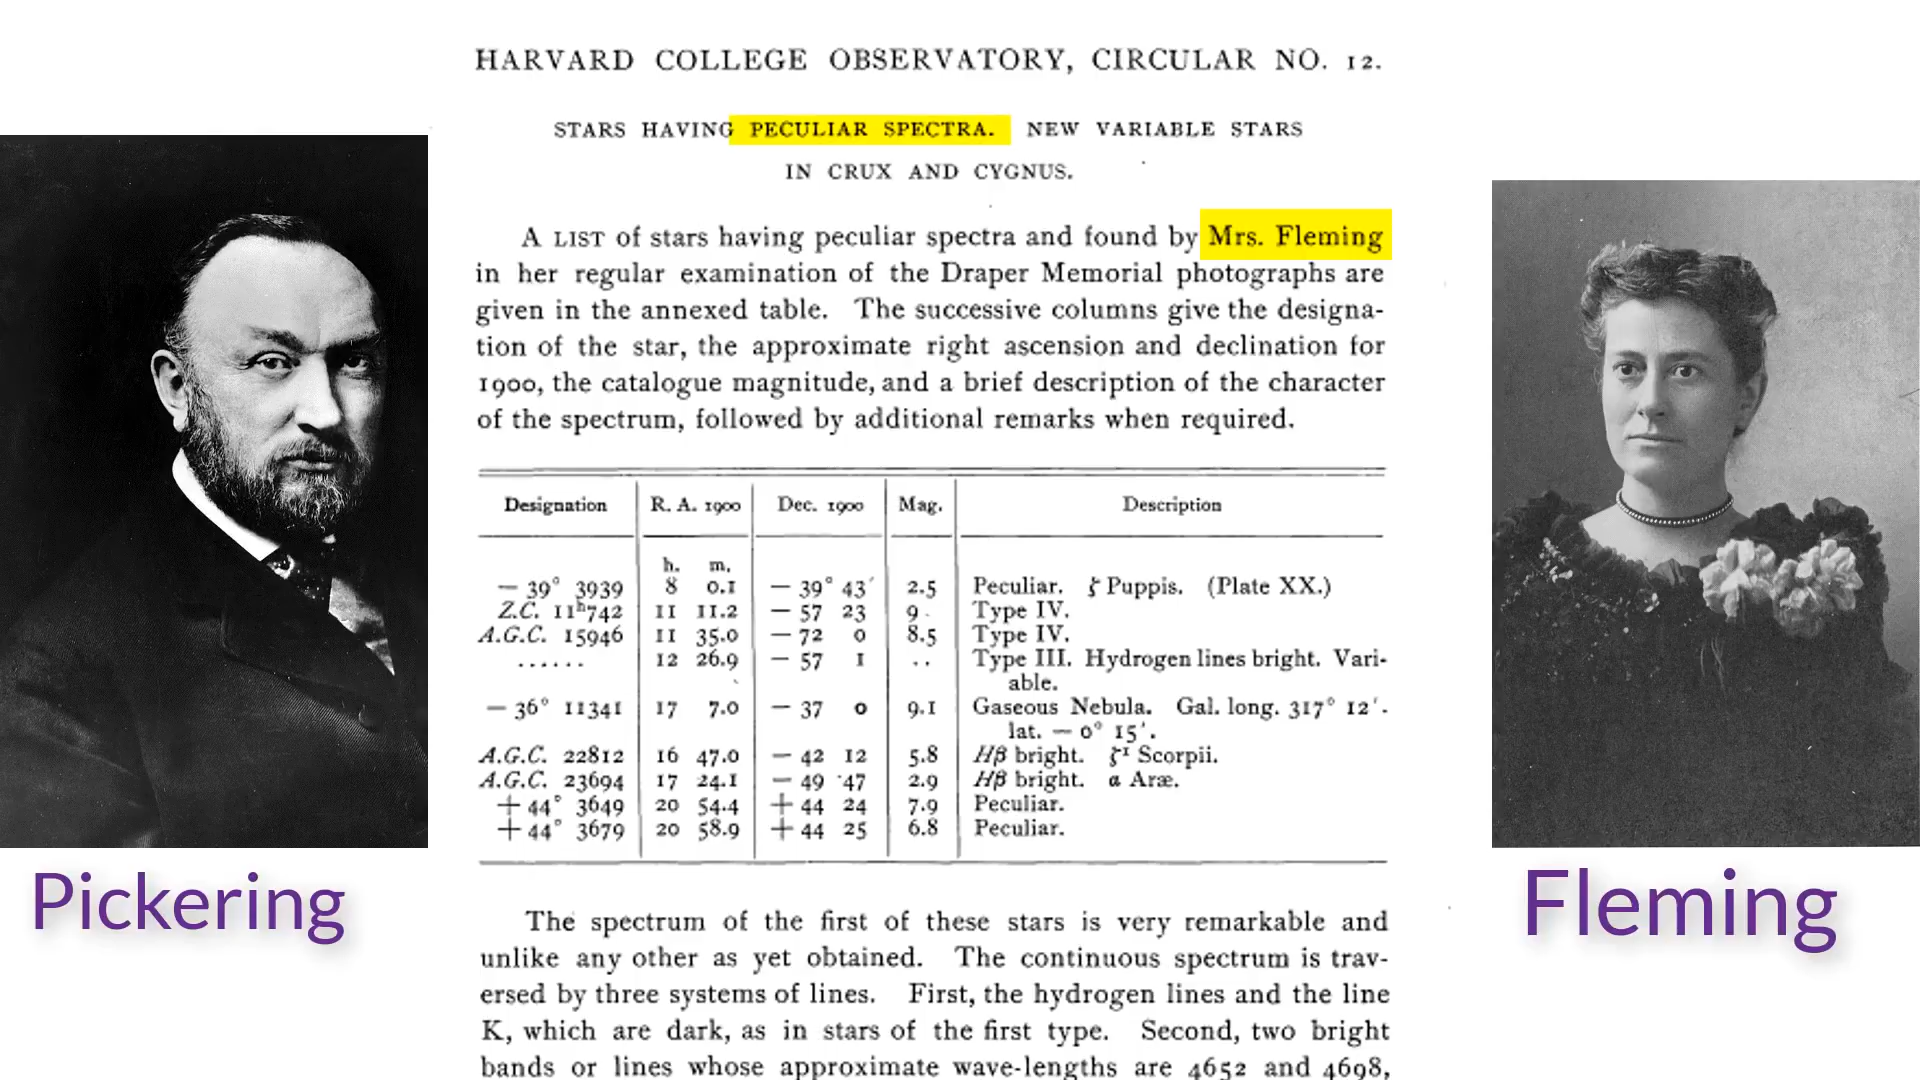 HARVARD COLLEGE OBSERVATORY, CIRCULAR NO. 12.
STARS HAVING PECULIAR SPECTRA. NEW VARIABLE STARS
IN CRUX AND CYGNUS.
A LIST of stars having peculiar spectra and found by Mrs. Fleming
in her regular examination of the Draper Memorial photographs are
given in the annexed table. The successive columns give the designa-
tion of the star, the approximate right ascension and declination for
1900, the catalogue magnitude, and a brief description of the character
of the spectrum, followed by additional remarks when required.
Designation R. A. 1900 Dec. 1900 Mag. Description
h. m.
— 39° 3939 8 0.1 — 39° 43′ 2.5 Peculiar. ζ Puppis. (Plate XX.)
Z.C. 11ʰ742 11 11.2 — 57 23 9 Type IV.
A.G.C. 15946 11 35.0 — 72 0 8.5 Type IV.
...... 12 26.9 — 57 1 .. Type III. Hydrogen lines bright. Vari-
able.
— 36° 11341 17 7.0 — 37 0 9.1 Gaseous Nebula. Gal. long. 317° 12′.
lat. — 0° 15′.
A.G.C. 22812 16 47.0 — 42 12 5.8 Hβ bright. ζ¹ Scorpii.
A.G.C. 23694 17 24.1 — 49 47 2.9 Hβ bright. α Aræ.
+ 44° 3649 20 54.4 + 44 24 7.9 Peculiar.
+ 44° 3679 20 58.9 + 44 25 6.8 Peculiar.
The spectrum of the first of these stars is very remarkable and
unlike any other as yet obtained. The continuous spectrum is trav-
ersed by three systems of lines. First, the hydrogen lines and the line
K, which are dark, as in stars of the first type. Second, two bright
bands or lines whose approximate wave-lengths are 4652 and 4698,
Pickering
Fleming